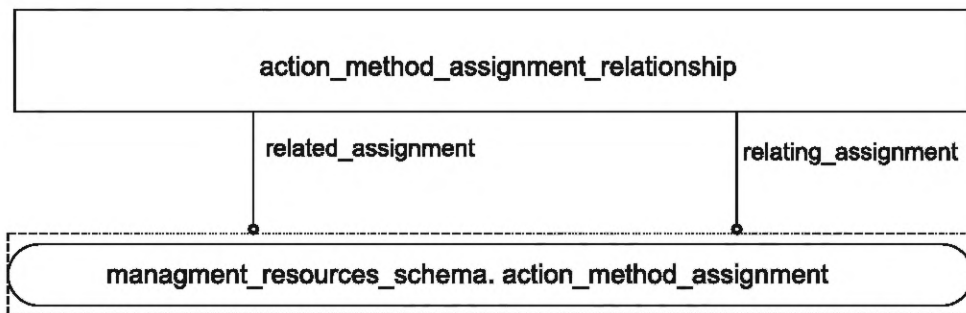 action_method_assignment_relationship
related_assignment
relating_assignment
managment_resources_schema. action_method_assignment